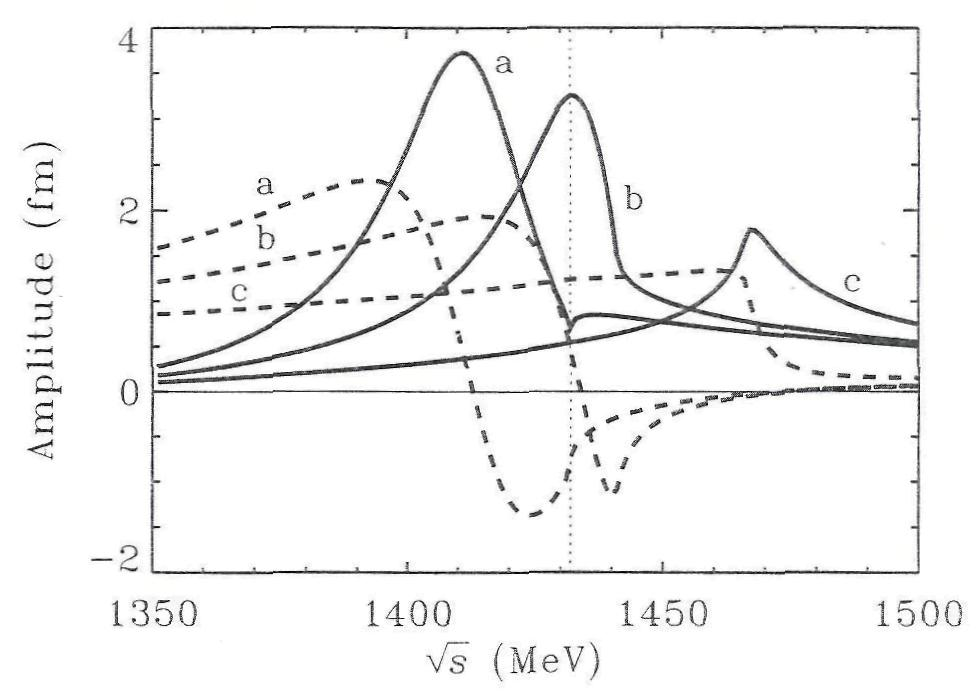 4
a
a
2
b
b
c
c
0
−2
1350 1400 1450 1500
√s (MeV)
Amplitude (fm)